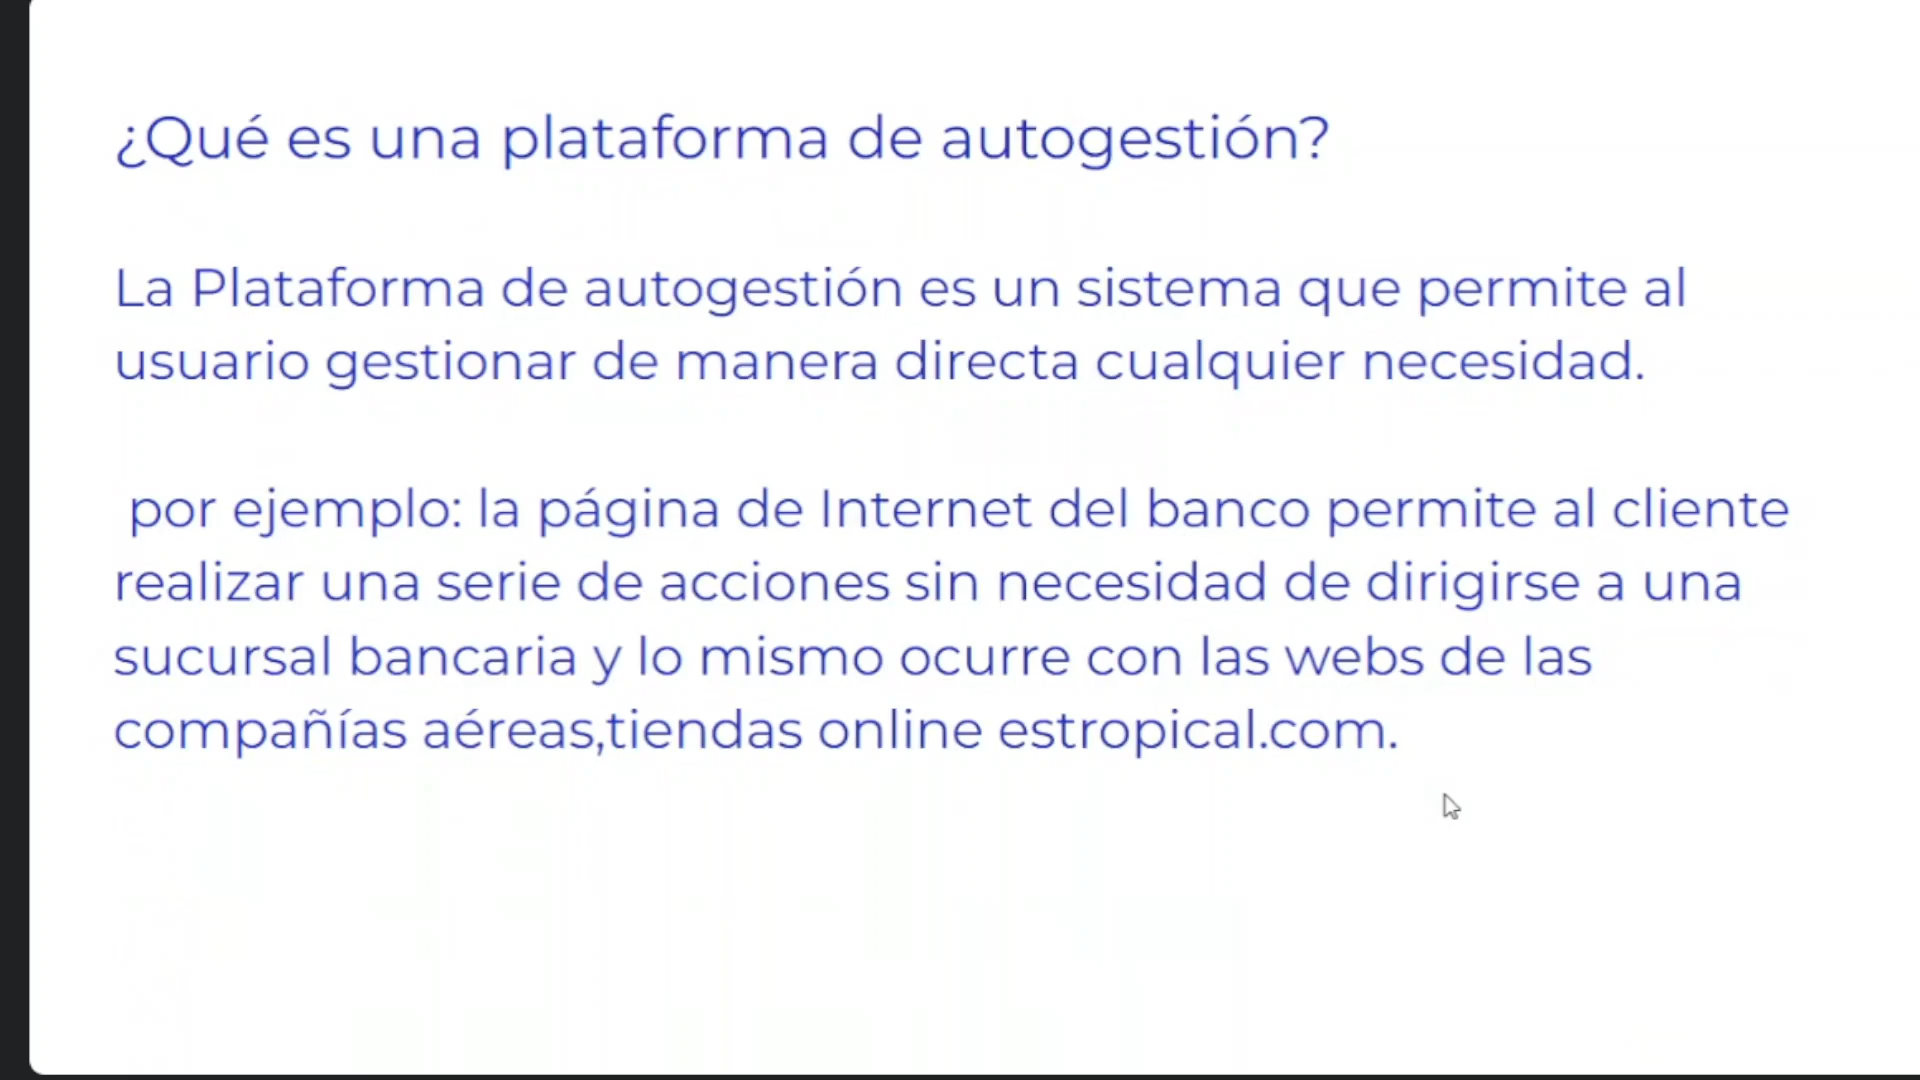 ¿Qué es una plataforma de autogestión?
La Plataforma de autogestión es un sistema que permite al
usuario gestionar de manera directa cualquier necesidad.
por ejemplo: la página de Internet del banco permite al cliente
realizar una serie de acciones sin necesidad de dirigirse a una
sucursal bancaria y lo mismo ocurre con las webs de las
compañías aéreas,tiendas online estropical.com.